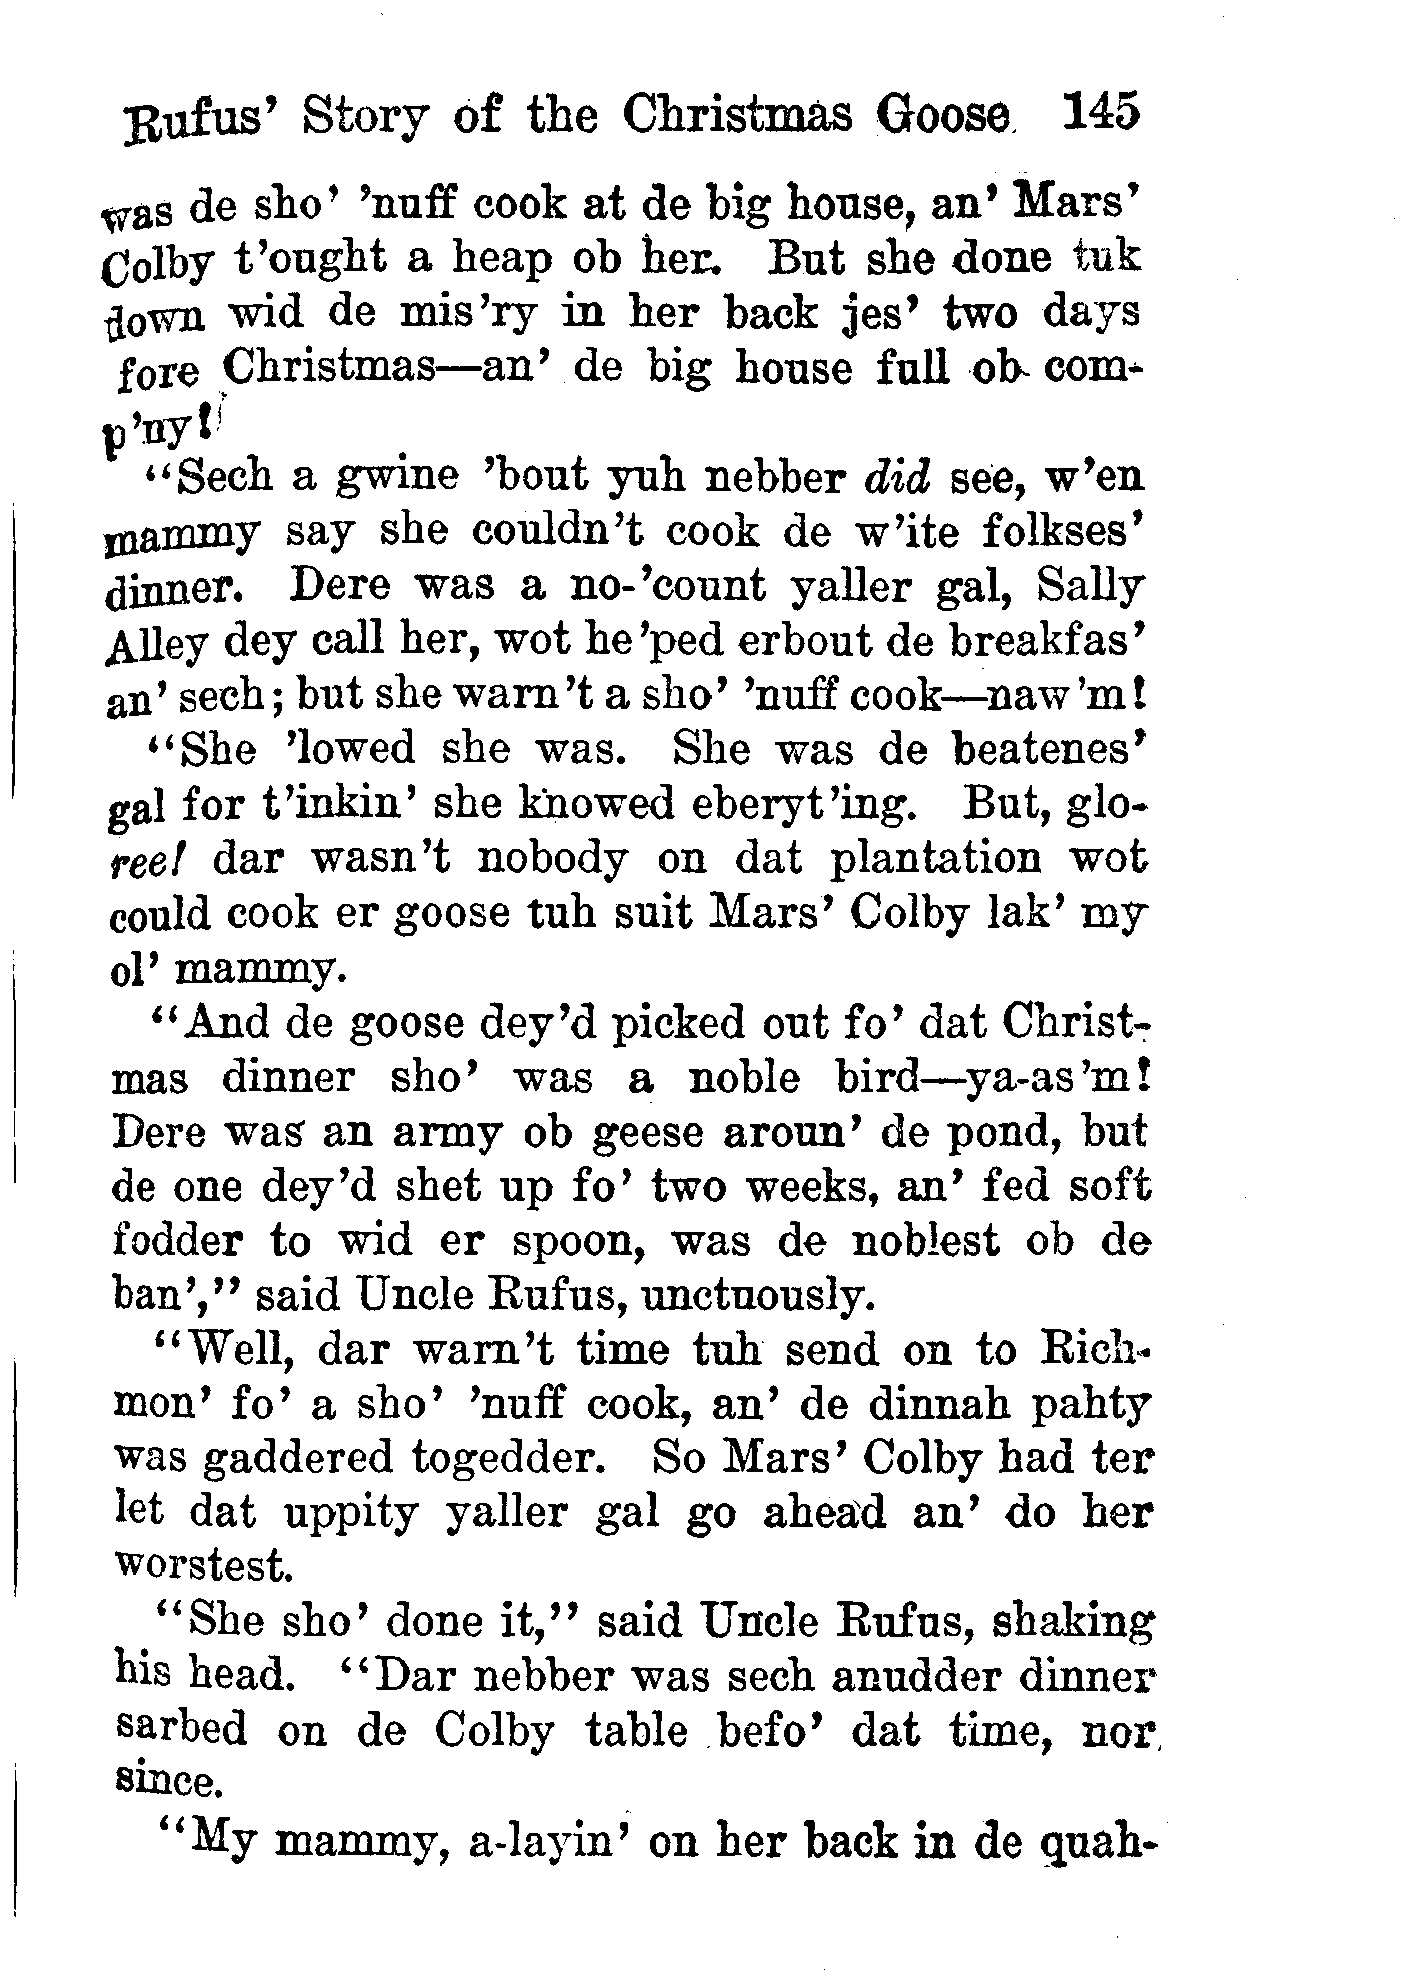 Rufus' Story of the Christmas Goose 145
was de sho' 'nuff cook at de big house, an' Mars'
Colby t'ought a heap ob her. But she done tuk
down wid de mis'ry in her back jes' two days
fore Christmas—an' de big house full ob com-
p'ny!
"Sech a gwine 'bout yuh nebber did see, w'en
mammy say she couldn't cook de w'ite folkses'
dinner. Dere was a no-'count yaller gal, Sally
Alley dey call her, wot he'ped erbout de breakfas'
an' sech; but she warn't a sho' 'nuff cook—naw'm!
"She 'lowed she was. She was de beatenes'
gal for t'inkin' she knowed eberyt'ing. But, glo-
ree! dar wasn't nobody on dat plantation wot
could cook er goose tuh suit Mars' Colby lak' my
ol' mammy.
"And de goose dey'd picked out fo' dat Christ-
mas dinner sho' was a noble bird—ya-as'm!
Dere was an army ob geese aroun' de pond, but
de one dey'd shet up fo' two weeks, an' fed soft
fodder to wid er spoon, was de noblest ob de
ban'," said Uncle Rufus, unctuously.
"Well, dar warn't time tuh send on to Rich-
mon' fo' a sho' 'nuff cook, an' de dinnah pahty
was gaddered togedder. So Mars' Colby had ter
let dat uppity yaller gal go ahead an' do her
worstest.
"She sho' done it," said Uncle Rufus, shaking
his head. "Dar nebber was sech anudder dinner
sarbed on de Colby table befo' dat time, nor
since.
"My mammy, a-layin' on her back in de quah-